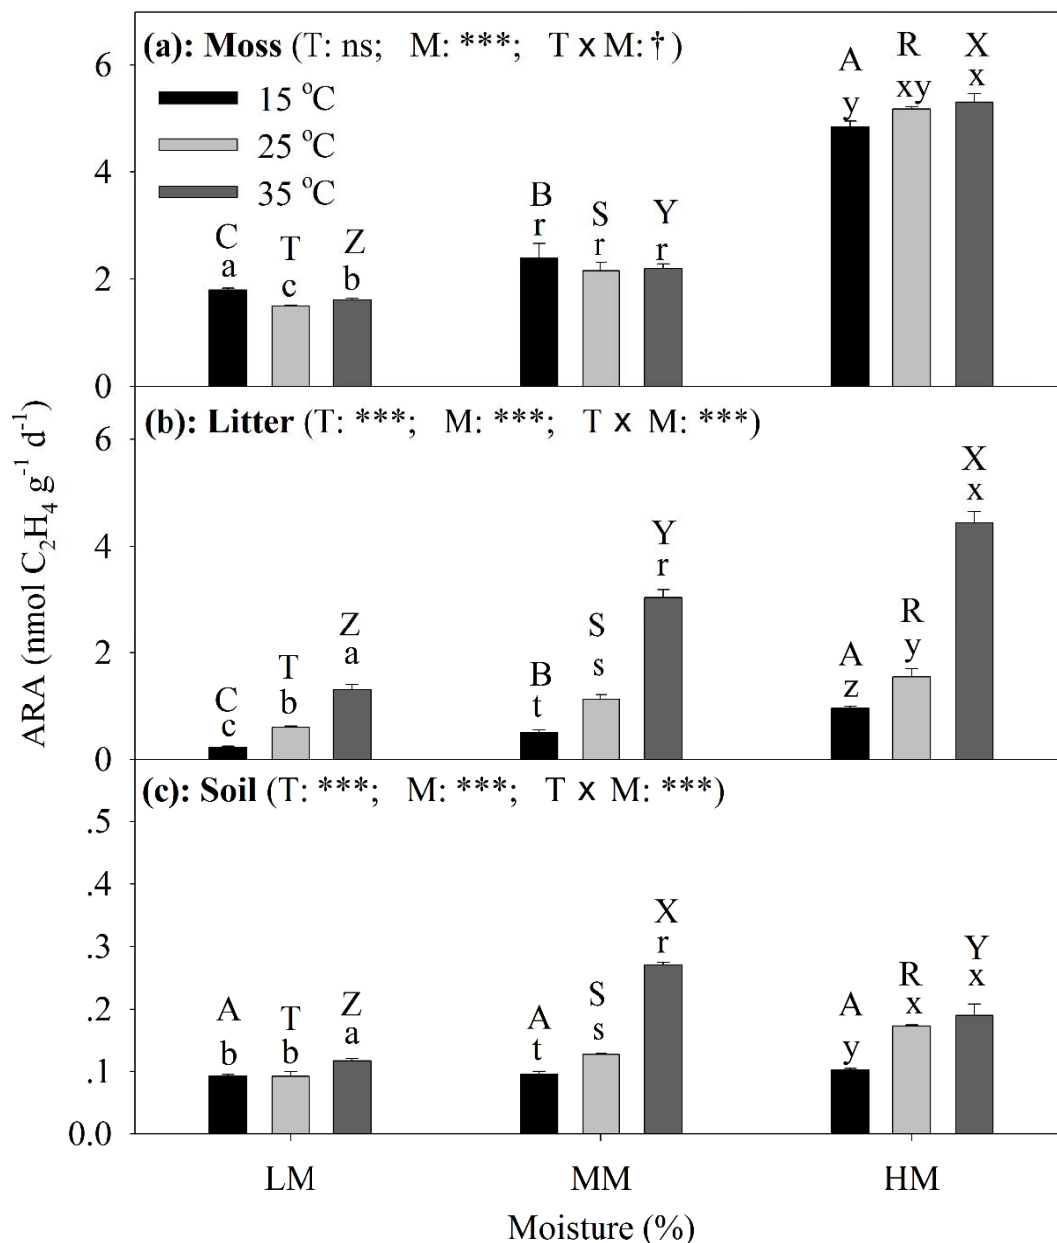 (a): Moss (T: ns; M: ***; T x M: †)
15 °C
25 °C
35 °C
6
4
2
0
C T Z
a c b
B S Y
r r r
A R X
y xy x
(b): Litter (T: ***; M: ***; T x M: ***)
6
4
2
0
C T Z
c b a
B S Y
t s r
A R X
z y x
(c): Soil (T: ***; M: ***; T x M: ***)
.5
.4
.3
.2
.1
0.0
A T Z
b b a
A S X
t s r
A R Y
y x x
LM MM HM
Moisture (%)
ARA (nmol C₂H₄ g⁻¹ d⁻¹)